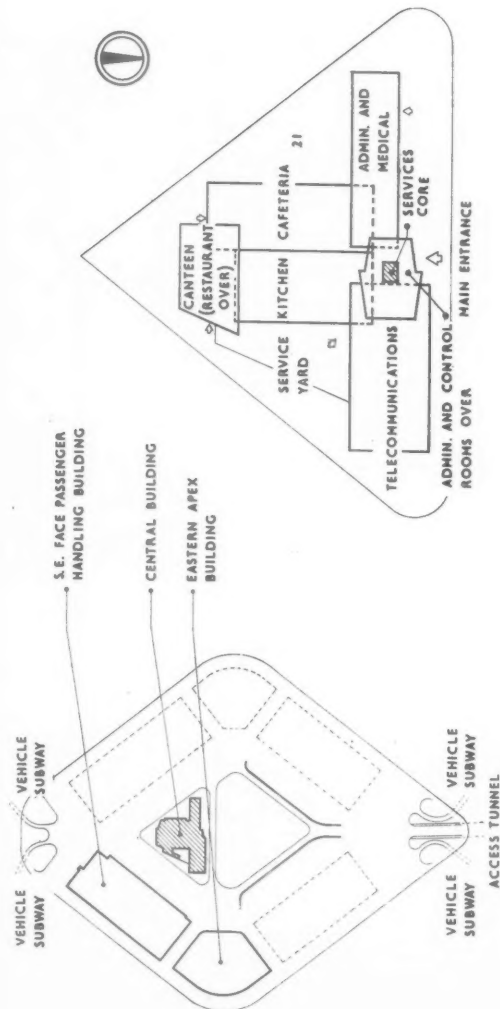 VEHICLE
SUBWAY
VEHICLE
SUBWAY
S.E. FACE PASSENGER
HANDLING BUILDING
CENTRAL BUILDING
EASTERN APEX
BUILDING
VEHICLE
SUBWAY
VEHICLE
SUBWAY
ACCESS TUNNEL
CANTEEN
(RESTAURANT
OVER)
SERVICE
YARD
KITCHEN
CAFETERIA
21
TELECOMMUNICATIONS
ADMIN. AND
MEDICAL
SERVICES
CORE
ADMIN. AND CONTROL
ROOMS OVER
MAIN ENTRANCE